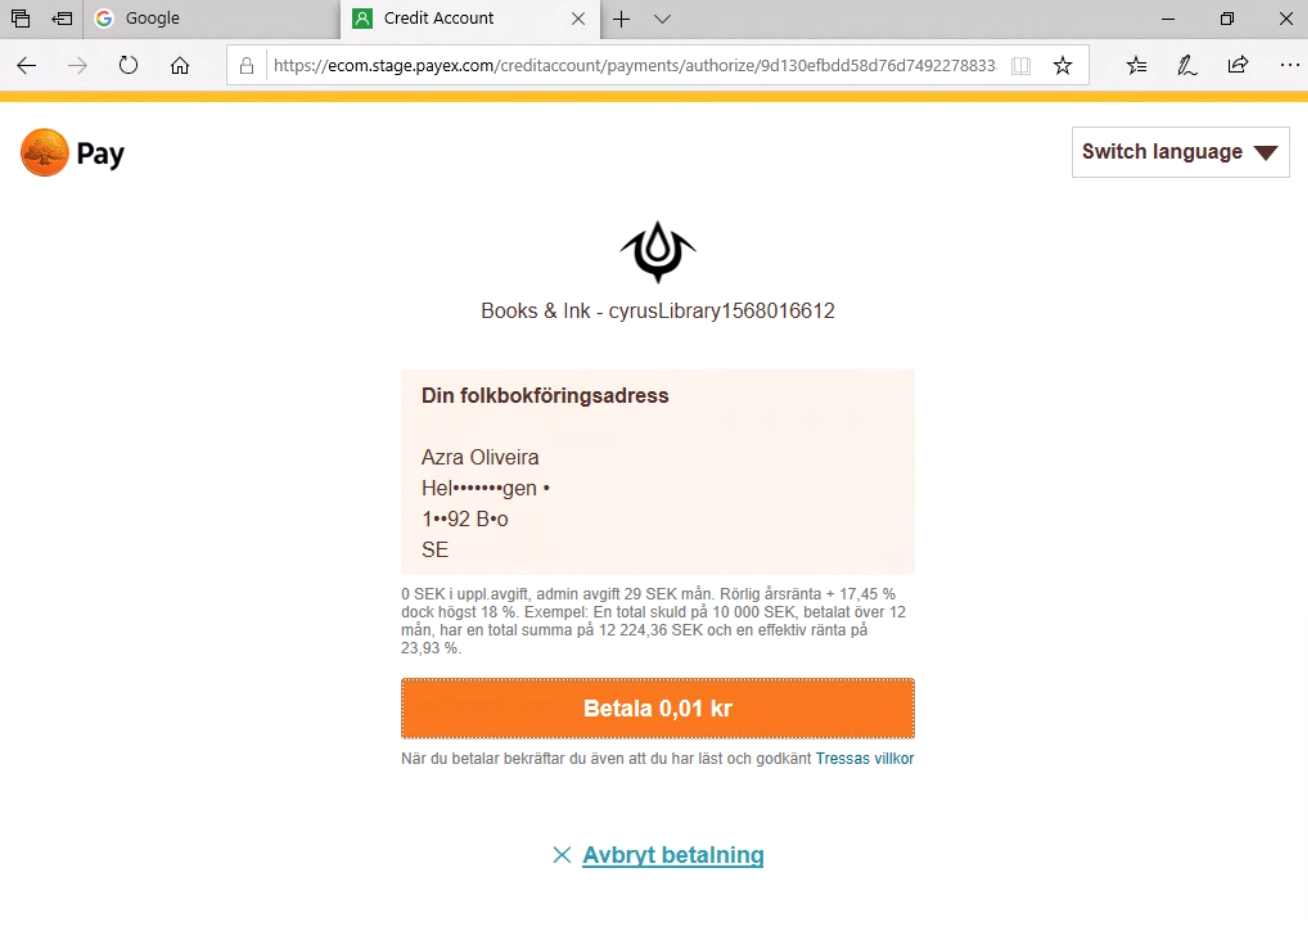 Google
Credit Account
https://ecom.stage.payex.com/creditaccount/payments/authorize/9d130efbdd58d76d7492278833
Pay
Switch language
Books & Ink - cyrusLibrary1568016612
Din folkbokföringsadress
Azra Oliveira
Hel•••••••gen •
1••92 B•o
SE
0 SEK i uppl.avgift, admin avgift 29 SEK mån. Rörlig årsränta + 17,45 %
dock högst 18 %. Exempel: En total skuld på 10 000 SEK, betalat över 12
mån, har en total summa på 12 224,36 SEK och en effektiv ränta på
23,93 %.
Betala 0,01 kr
När du betalar bekräftar du även att du har läst och godkänt Tressas villkor
Avbryt betalning